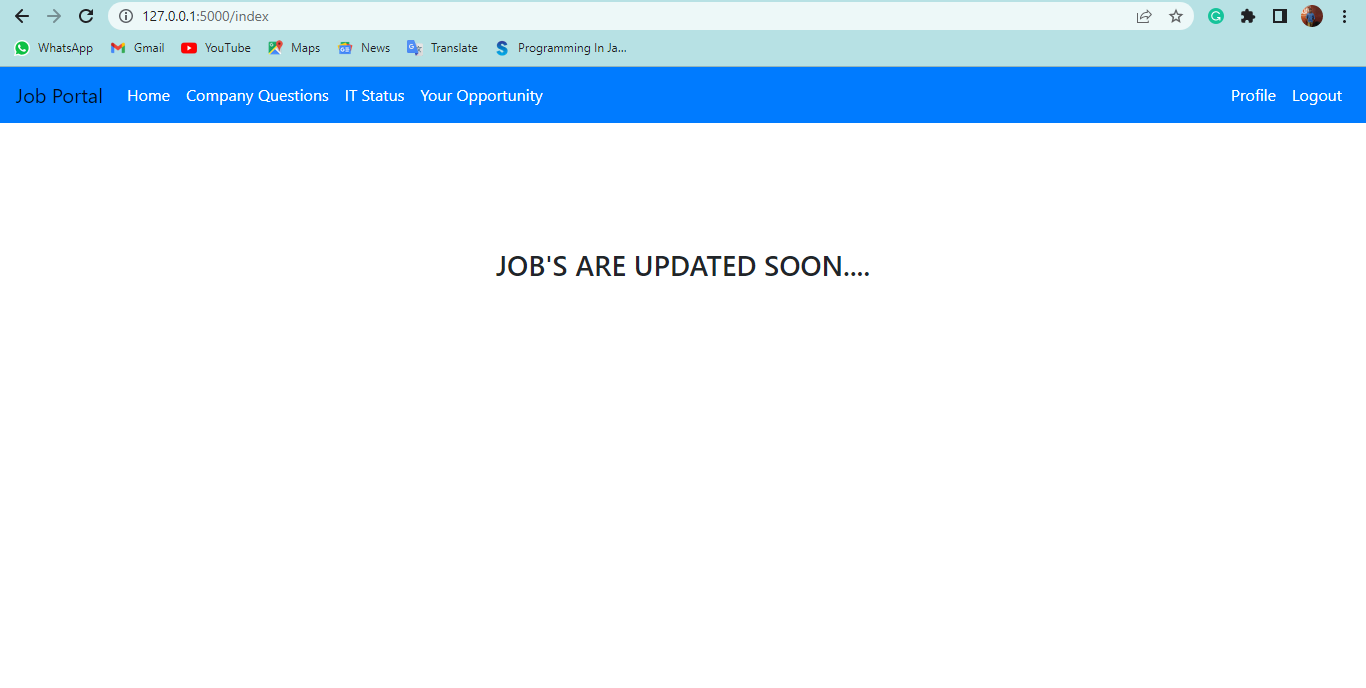 127.0.0.1:5000/index
WhatsApp Gmail YouTube Maps News Translate Programming In Ja...
Job Portal Home Company Questions IT Status Your Opportunity Profile Logout
JOB'S ARE UPDATED SOON....